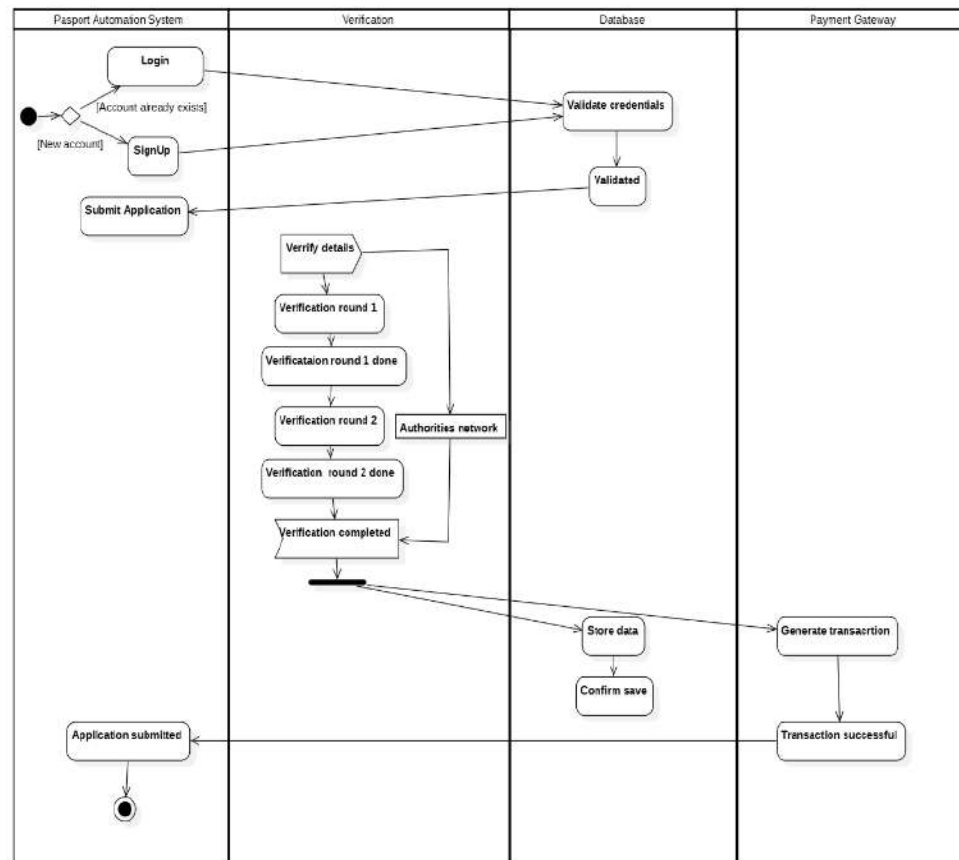 Pasport Automation System
Verification
Database
Payment Gateway
Login
[Account already exists]
Validate credentials
[New account]
SignUp
Validated
Submit Application
Verrify details
Verification round 1
Verificataion round 1 done
Verification round 2
Authorities network
Verification round 2 done
Verification completed
Store data
Generate transacrtion
Confirm save
Application submitted
Transaction successful